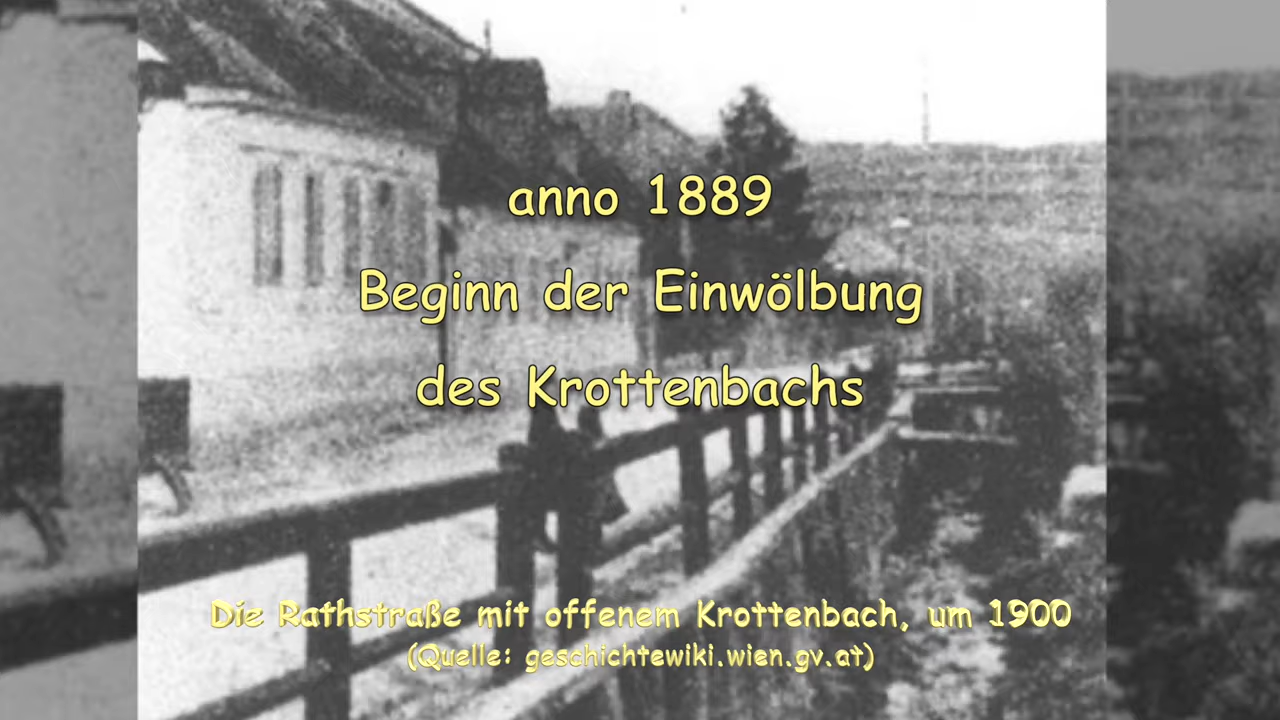 anno 1889
Beginn der Einwölbung
des Krottenbachs
Die Rathstraße mit offenem Krottenbach, um 1900
(Quelle: geschichtewiki.wien.gv.at)